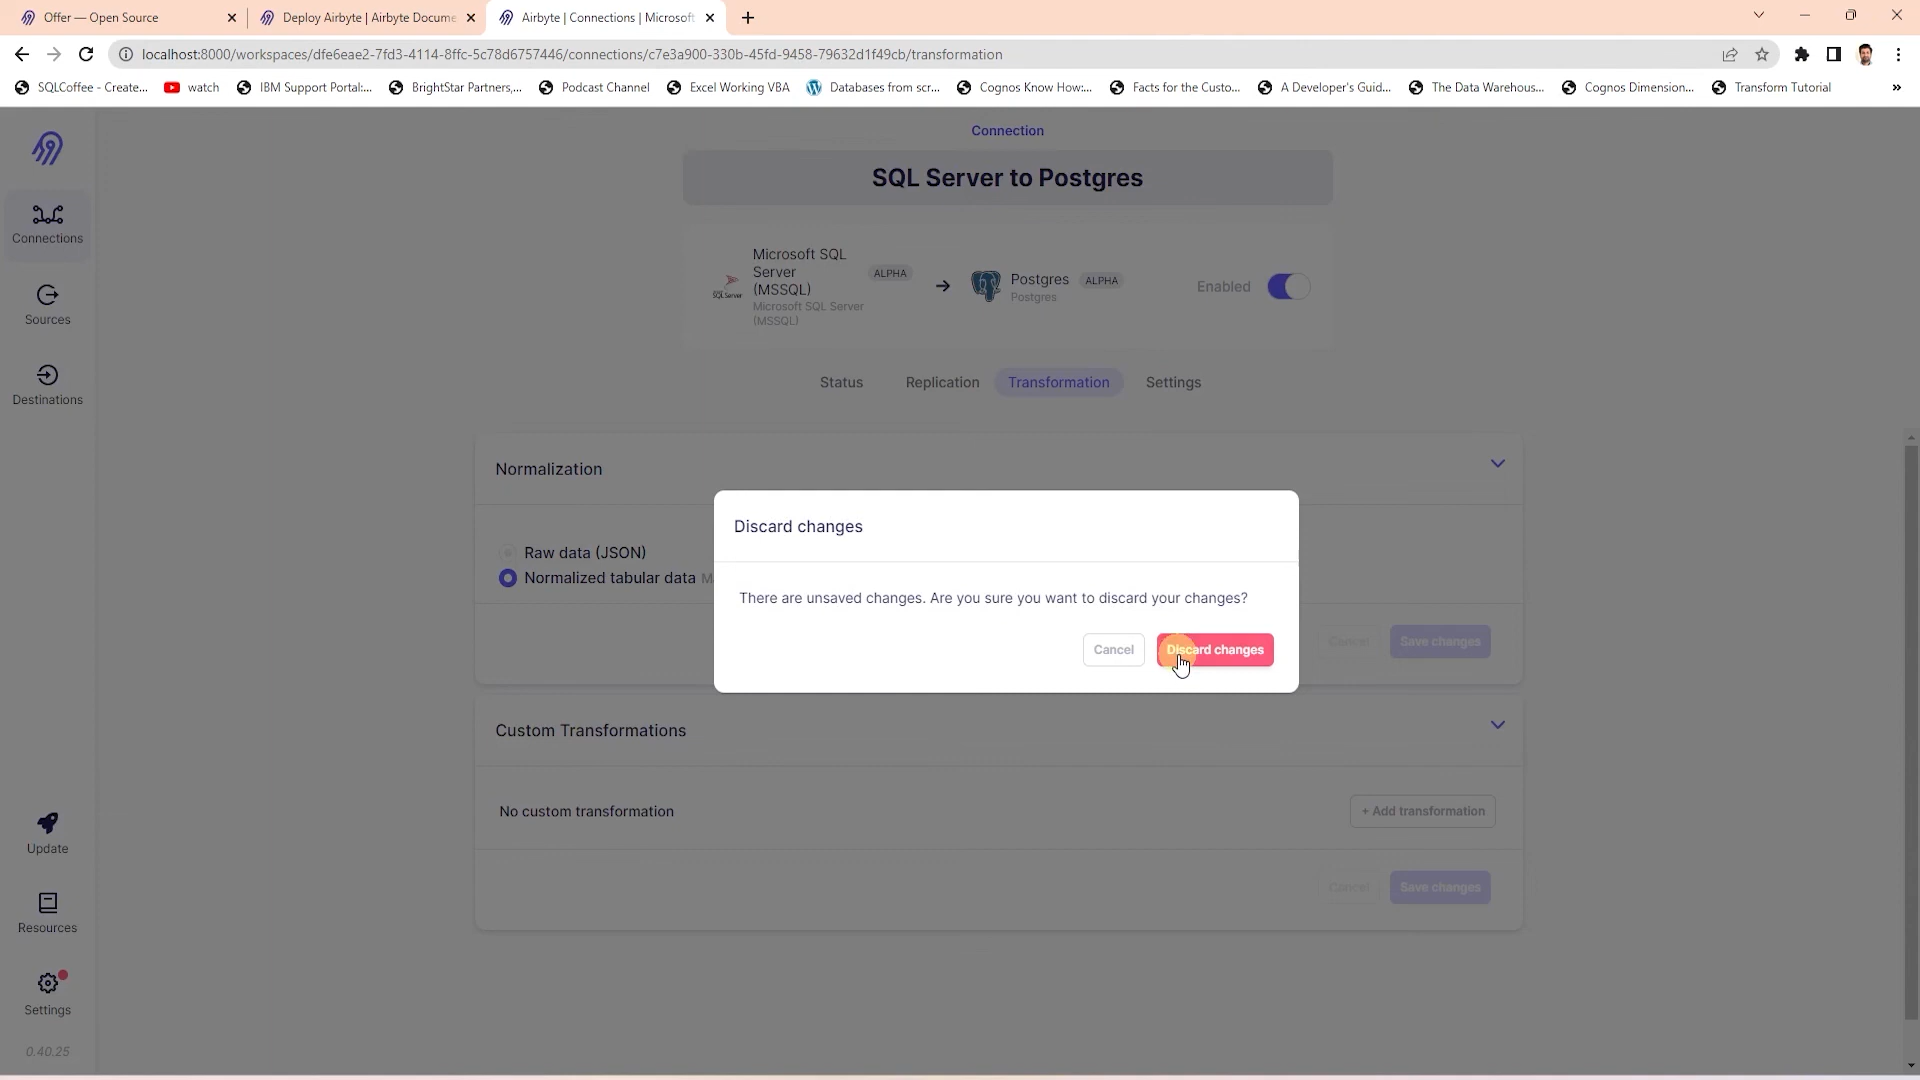 Offer — Open Source
Deploy Airbyte | Airbyte Docume
Airbyte | Connections | Microsoft
localhost:8000/workspaces/dfe6eae2-7fd3-4114-8ffc-5c78d6757446/connections/c7e3a900-330b-45fd-9458-79632d1f49cb/transformation
SQLCoffee - Create...
watch
IBM Support Portal:...
BrightStar Partners,...
Podcast Channel
Excel Working VBA
Databases from scr...
Cognos Know How:...
Facts for the Custo...
A Developer's Guid...
The Data Warehous...
Cognos Dimension...
Transform Tutorial
»
Connection
SQL Server to Postgres
Connections
Sources
Destinations
Update
Resources
Settings
0.40.25
SQL Server
Microsoft SQL
Server
(MSSQL)
Microsoft SQL Server
(MSSQL)
ALPHA
Postgres
ALPHA
Postgres
Enabled
Status
Replication
Transformation
Settings
Normalization
Raw data (JSON)
Normalized tabular data
Cancel
Save changes
Discard changes
There are unsaved changes. Are you sure you want to discard your changes?
Cancel
Discard changes
Custom Transformations
No custom transformation
+ Add transformation
Cancel
Save changes